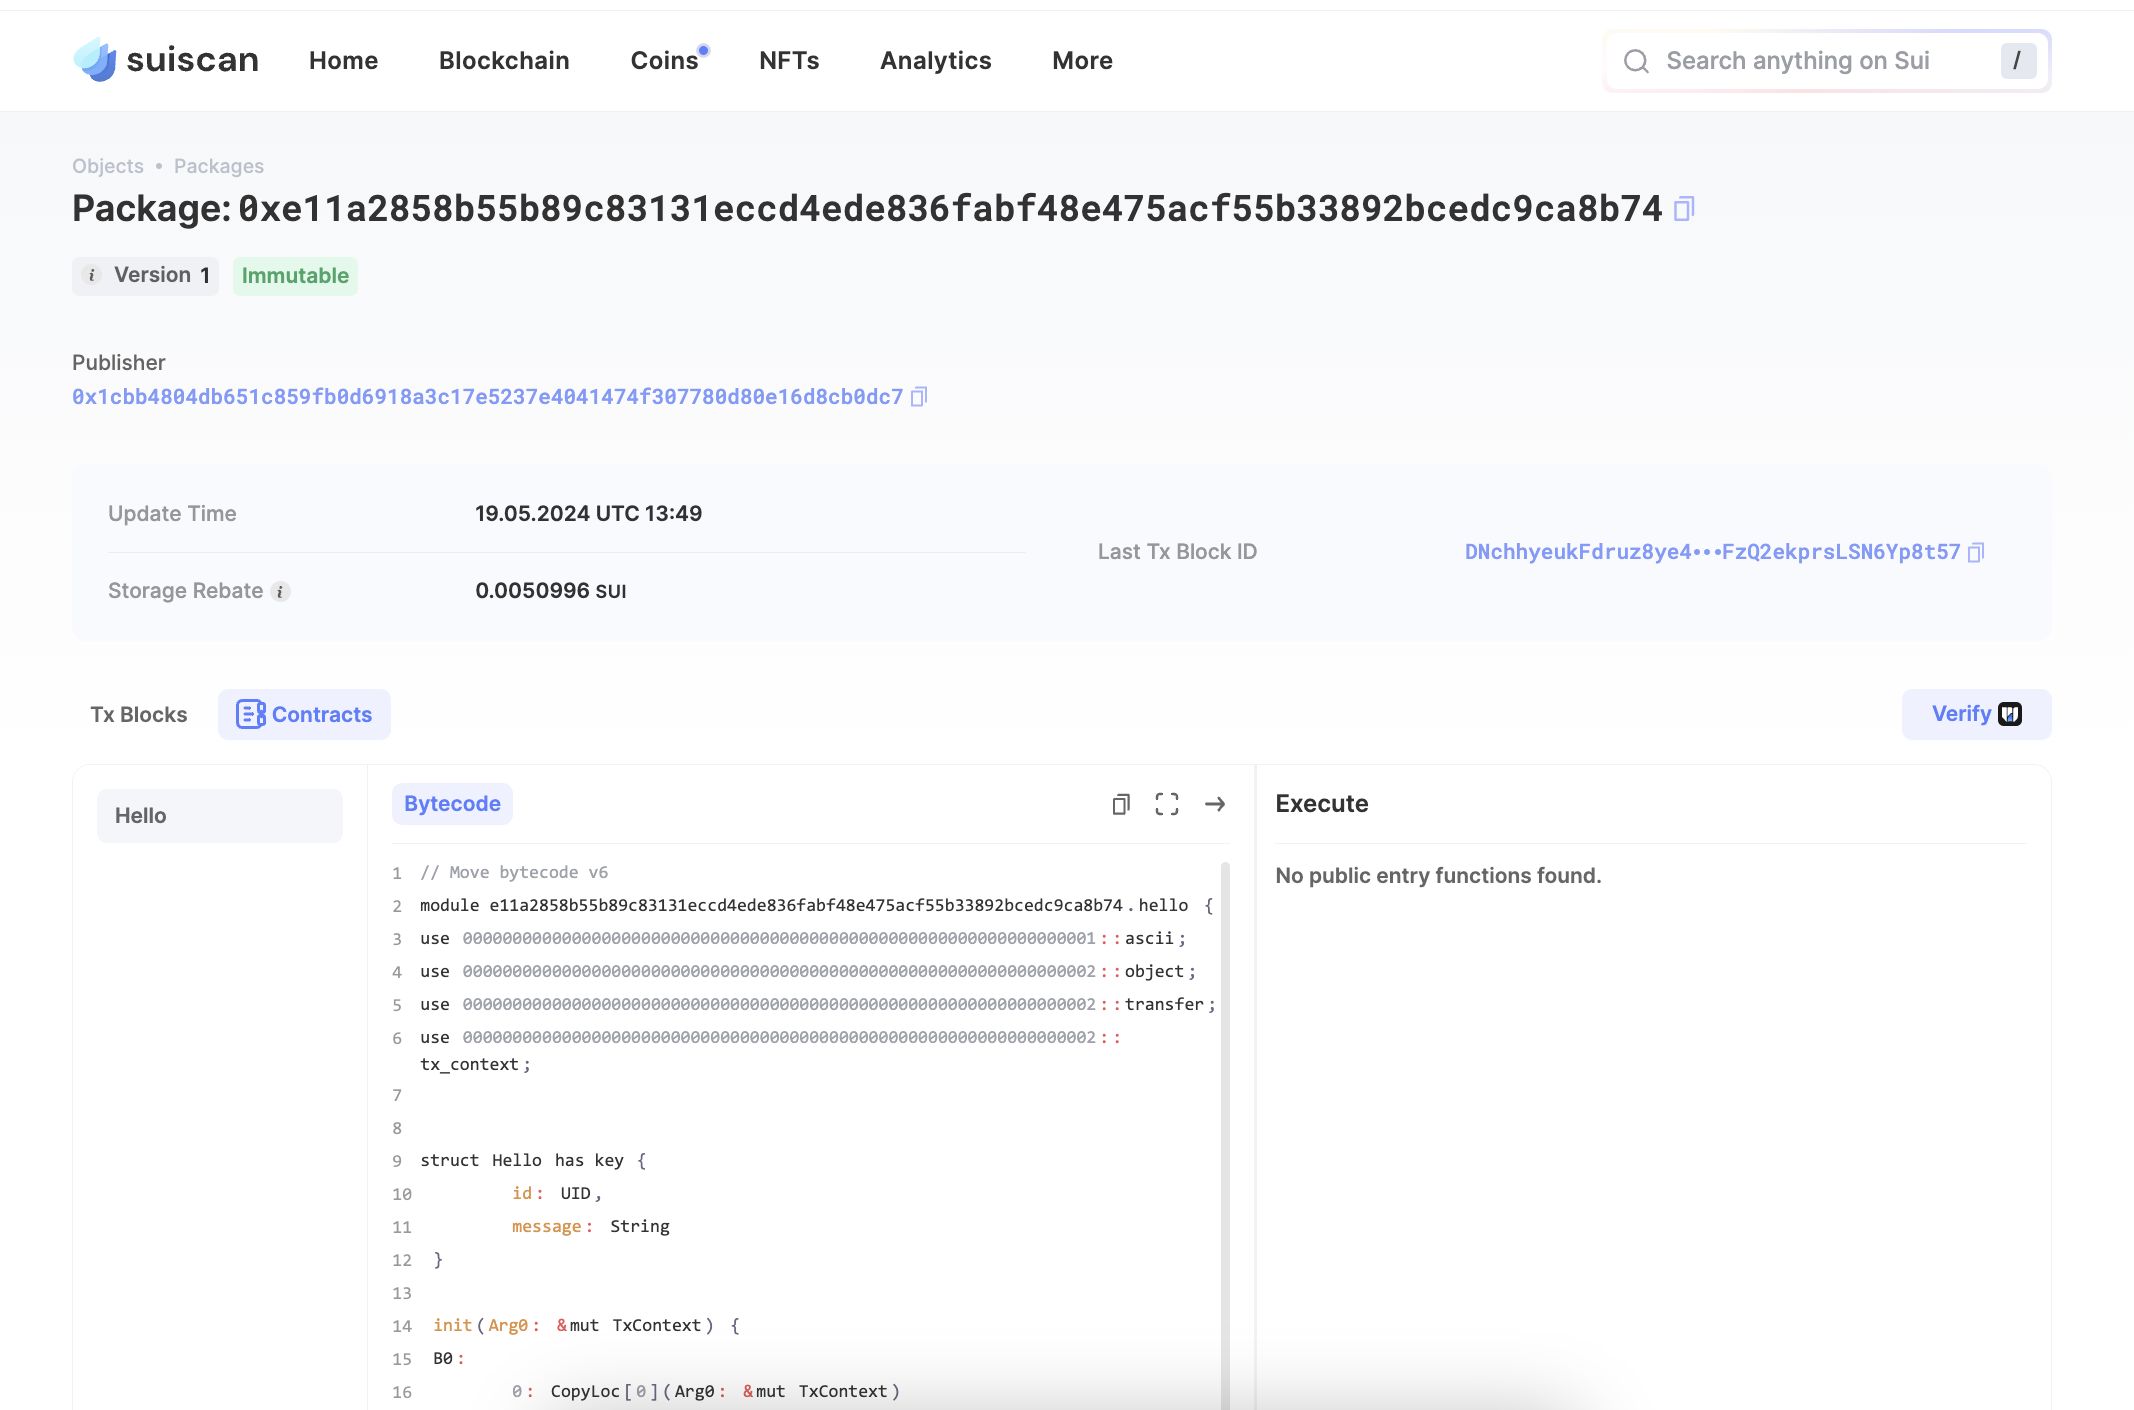 suiscan Home Blockchain Coins NFTs Analytics More Search anything on Sui /
Objects • Packages
Package: 0xe11a2858b55b89c83131eccd4ede836fabf48e475acf55b33892bcedc9ca8b74
i Version 1 Immutable
Publisher
0x1cbb4804db651c859fb0d6918a3c17e5237e4041474f307780d80e16d8cb0dc7
Update Time 19.05.2024 UTC 13:49
Last Tx Block ID DNchhyeukFdruz8ye4•••FzQ2ekprsLSN6Yp8t57
Storage Rebate i 0.0050996 SUI
Tx Blocks Contracts Verify
Hello
Bytecode
Execute
No public entry functions found.
1 // Move bytecode v6
2 module e11a2858b55b89c83131eccd4ede836fabf48e475acf55b33892bcedc9ca8b74.hello {
3 use 0000000000000000000000000000000000000000000000000000000000000001::ascii;
4 use 0000000000000000000000000000000000000000000000000000000000000002::object;
5 use 0000000000000000000000000000000000000000000000000000000000000002::transfer;
6 use 0000000000000000000000000000000000000000000000000000000000000002::
tx_context;
7
8
9 struct Hello has key {
10 id: UID,
11 message: String
12 }
13
14 init(Arg0: &mut TxContext) {
15 B0:
16 0: CopyLoc[0](Arg0: &mut TxContext)